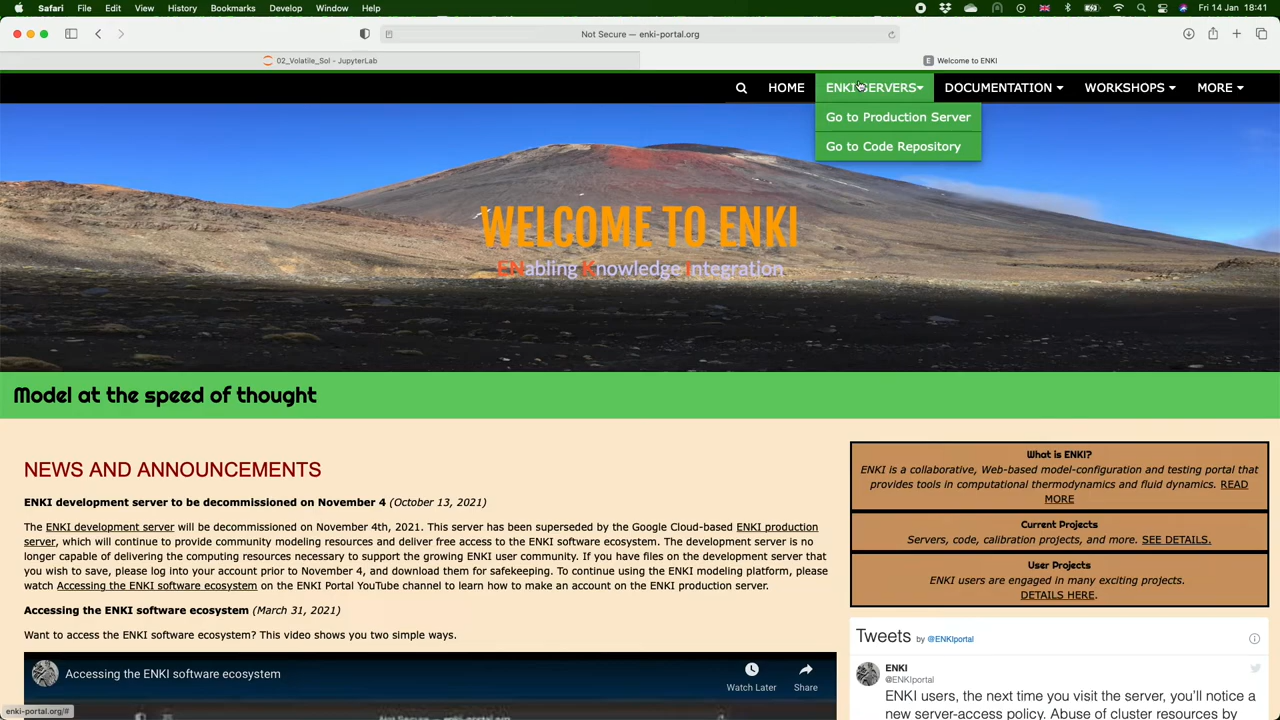 Safari File Edit View History Bookmarks Develop Window Help
Fri 14 Jan 18:41
Not Secure — enki-portal.org
02_Volatile_Sol - JupyterLab
E Welcome to ENKI
HOME ENKI SERVERS DOCUMENTATION WORKSHOPS MORE
Go to Production Server
Go to Code Repository
WELCOME TO ENKI
ENabling Knowledge Integration
Model at the speed of thought
NEWS AND ANNOUNCEMENTS
ENKI development server to be decommissioned on November 4 (October 13, 2021)
The ENKI development server will be decommissioned on November 4th, 2021. This server has been superseded by the Google Cloud-based ENKI production
server, which will continue to provide community modeling resources and deliver free access to the ENKI software ecosystem. The development server is no
longer capable of delivering the computing resources necessary to support the growing ENKI user community. If you have files on the development server that
you wish to save, please log into your account prior to November 4, and download them for safekeeping. To continue using the ENKI modeling platform, please
watch Accessing the ENKI software ecosystem on the ENKI Portal YouTube channel to learn how to make an account on the ENKI production server.
Accessing the ENKI software ecosystem (March 31, 2021)
Want to access the ENKI software ecosystem? This video shows you two simple ways.
Accessing the ENKI software ecosystem
Watch Later
Share
enki-portal.org/#
What is ENKI?
ENKI is a collaborative, Web-based model-configuration and testing portal that
provides tools in computational thermodynamics and fluid dynamics. READ
MORE
Current Projects
Servers, code, calibration projects, and more. SEE DETAILS.
User Projects
ENKI users are engaged in many exciting projects.
DETAILS HERE.
Tweets by @ENKIportal
ENKI
@ENKIportal
ENKI users, the next time you visit the server, you'll notice a
new server-access policy. Abuse of cluster resources by